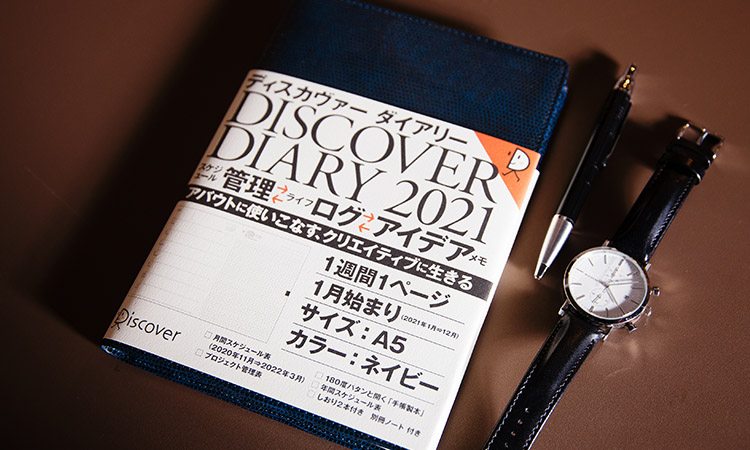 ディスカヴァー ダイアリー
DISCOVER
DIARY 2021
スケジュール 管理 ⇄ ライフ ログ ⇄ アイデア メモ
アバウトに使いこなす、クリエイティブに生きる
1週間1ページ
1月始まり(2021年1月⇒12月)
サイズ：A5
カラー：ネイビー
Discover
□ 月間スケジュール表
(2020年11月⇒2022年3月)
□ プロジェクト管理表
□ 180度パタンと開く「手帳製本」
□ 年間スケジュール表
□ しおり2本付き 別冊ノート 付き